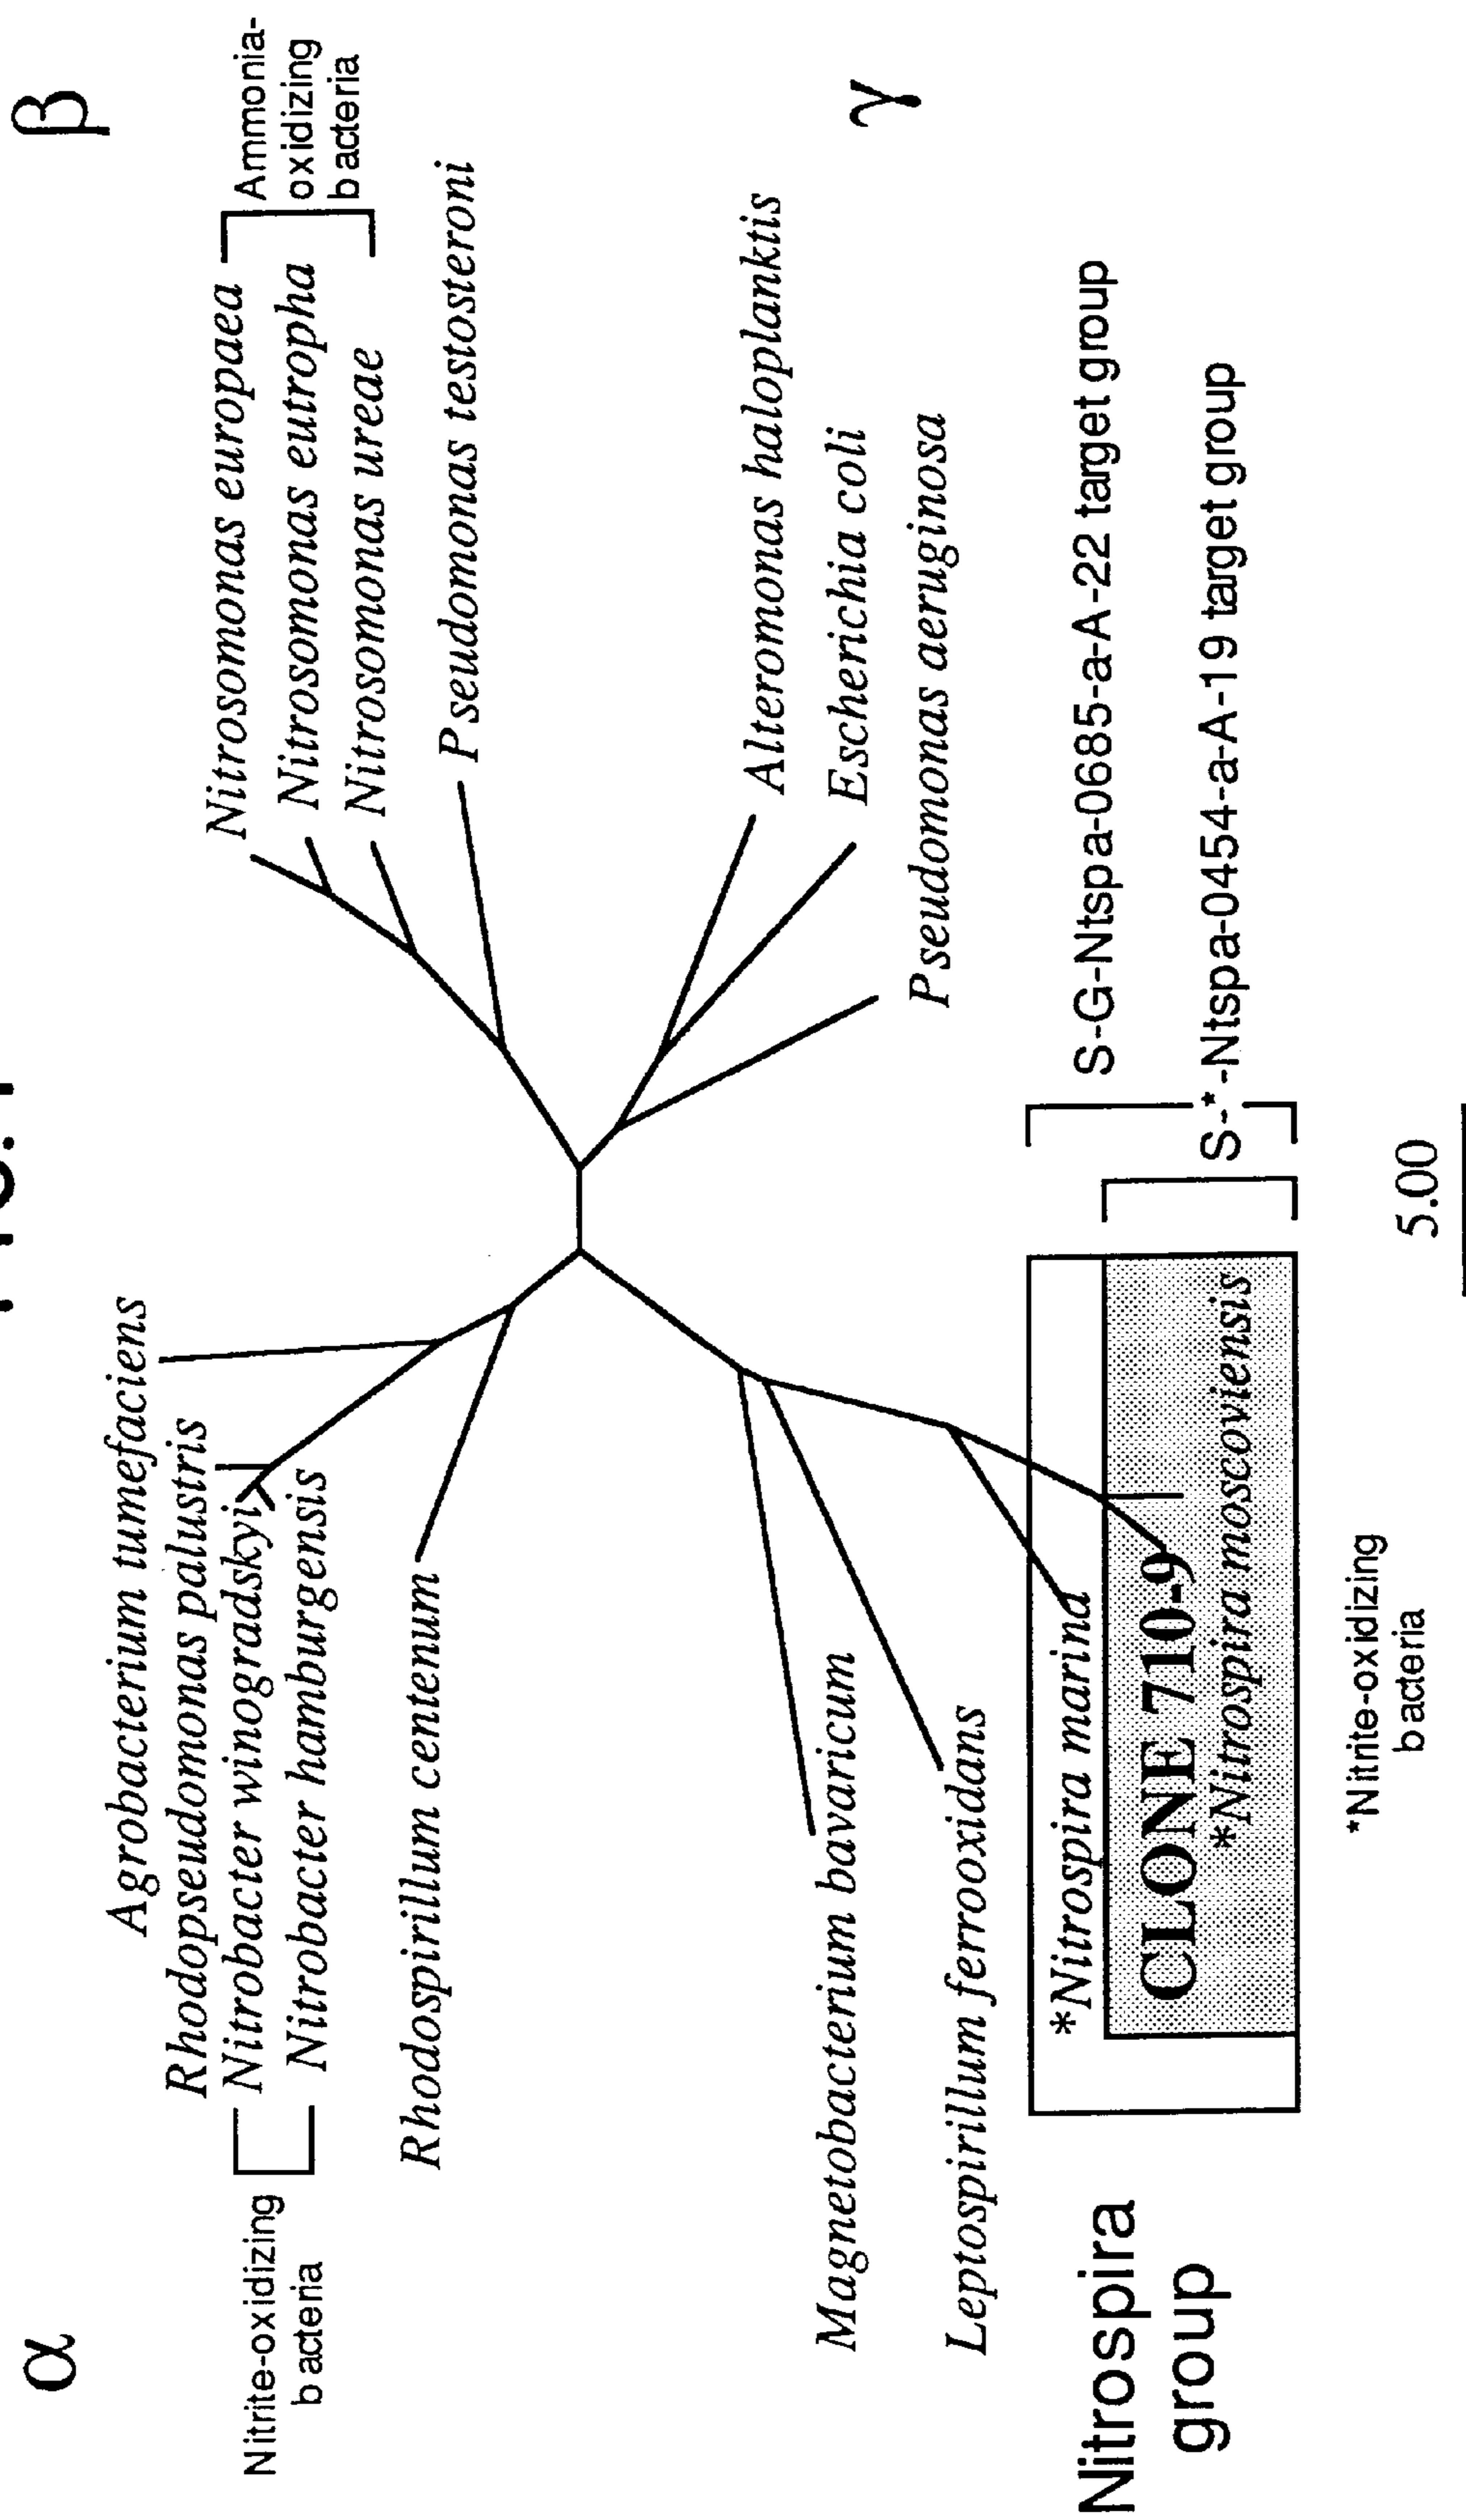 α
β
Nitrite-oxidizing
bacteria
Agrobacterium tumefaciens
Rhodopseudomonas palustris
Nitrobacter winogradskyi
Nitrobacter hamburgensis
Rhodospirillum centenum
Nitrosomonas europaea
Nitrosomonas eutropha
Nitrosomonas ureae
Ammonia-
oxidizing
bacteria
Pseudomonas testosteroni
Alteromonas haloplanktis
Escherichia coli
Pseudomonas aeruginosa
γ
Magnetobacterium bavaricum
Leptospirillum ferrooxidans
Nitrospira
group
*Nitrospira marina
CLONE 710-9
*Nitrospira moscoviensis
S-G-Ntspa-0685-a-A-22 target group
S-*-Ntspa-0454-a-A-19 target group
*Nitrite-oxidizing
bacteria
5.00